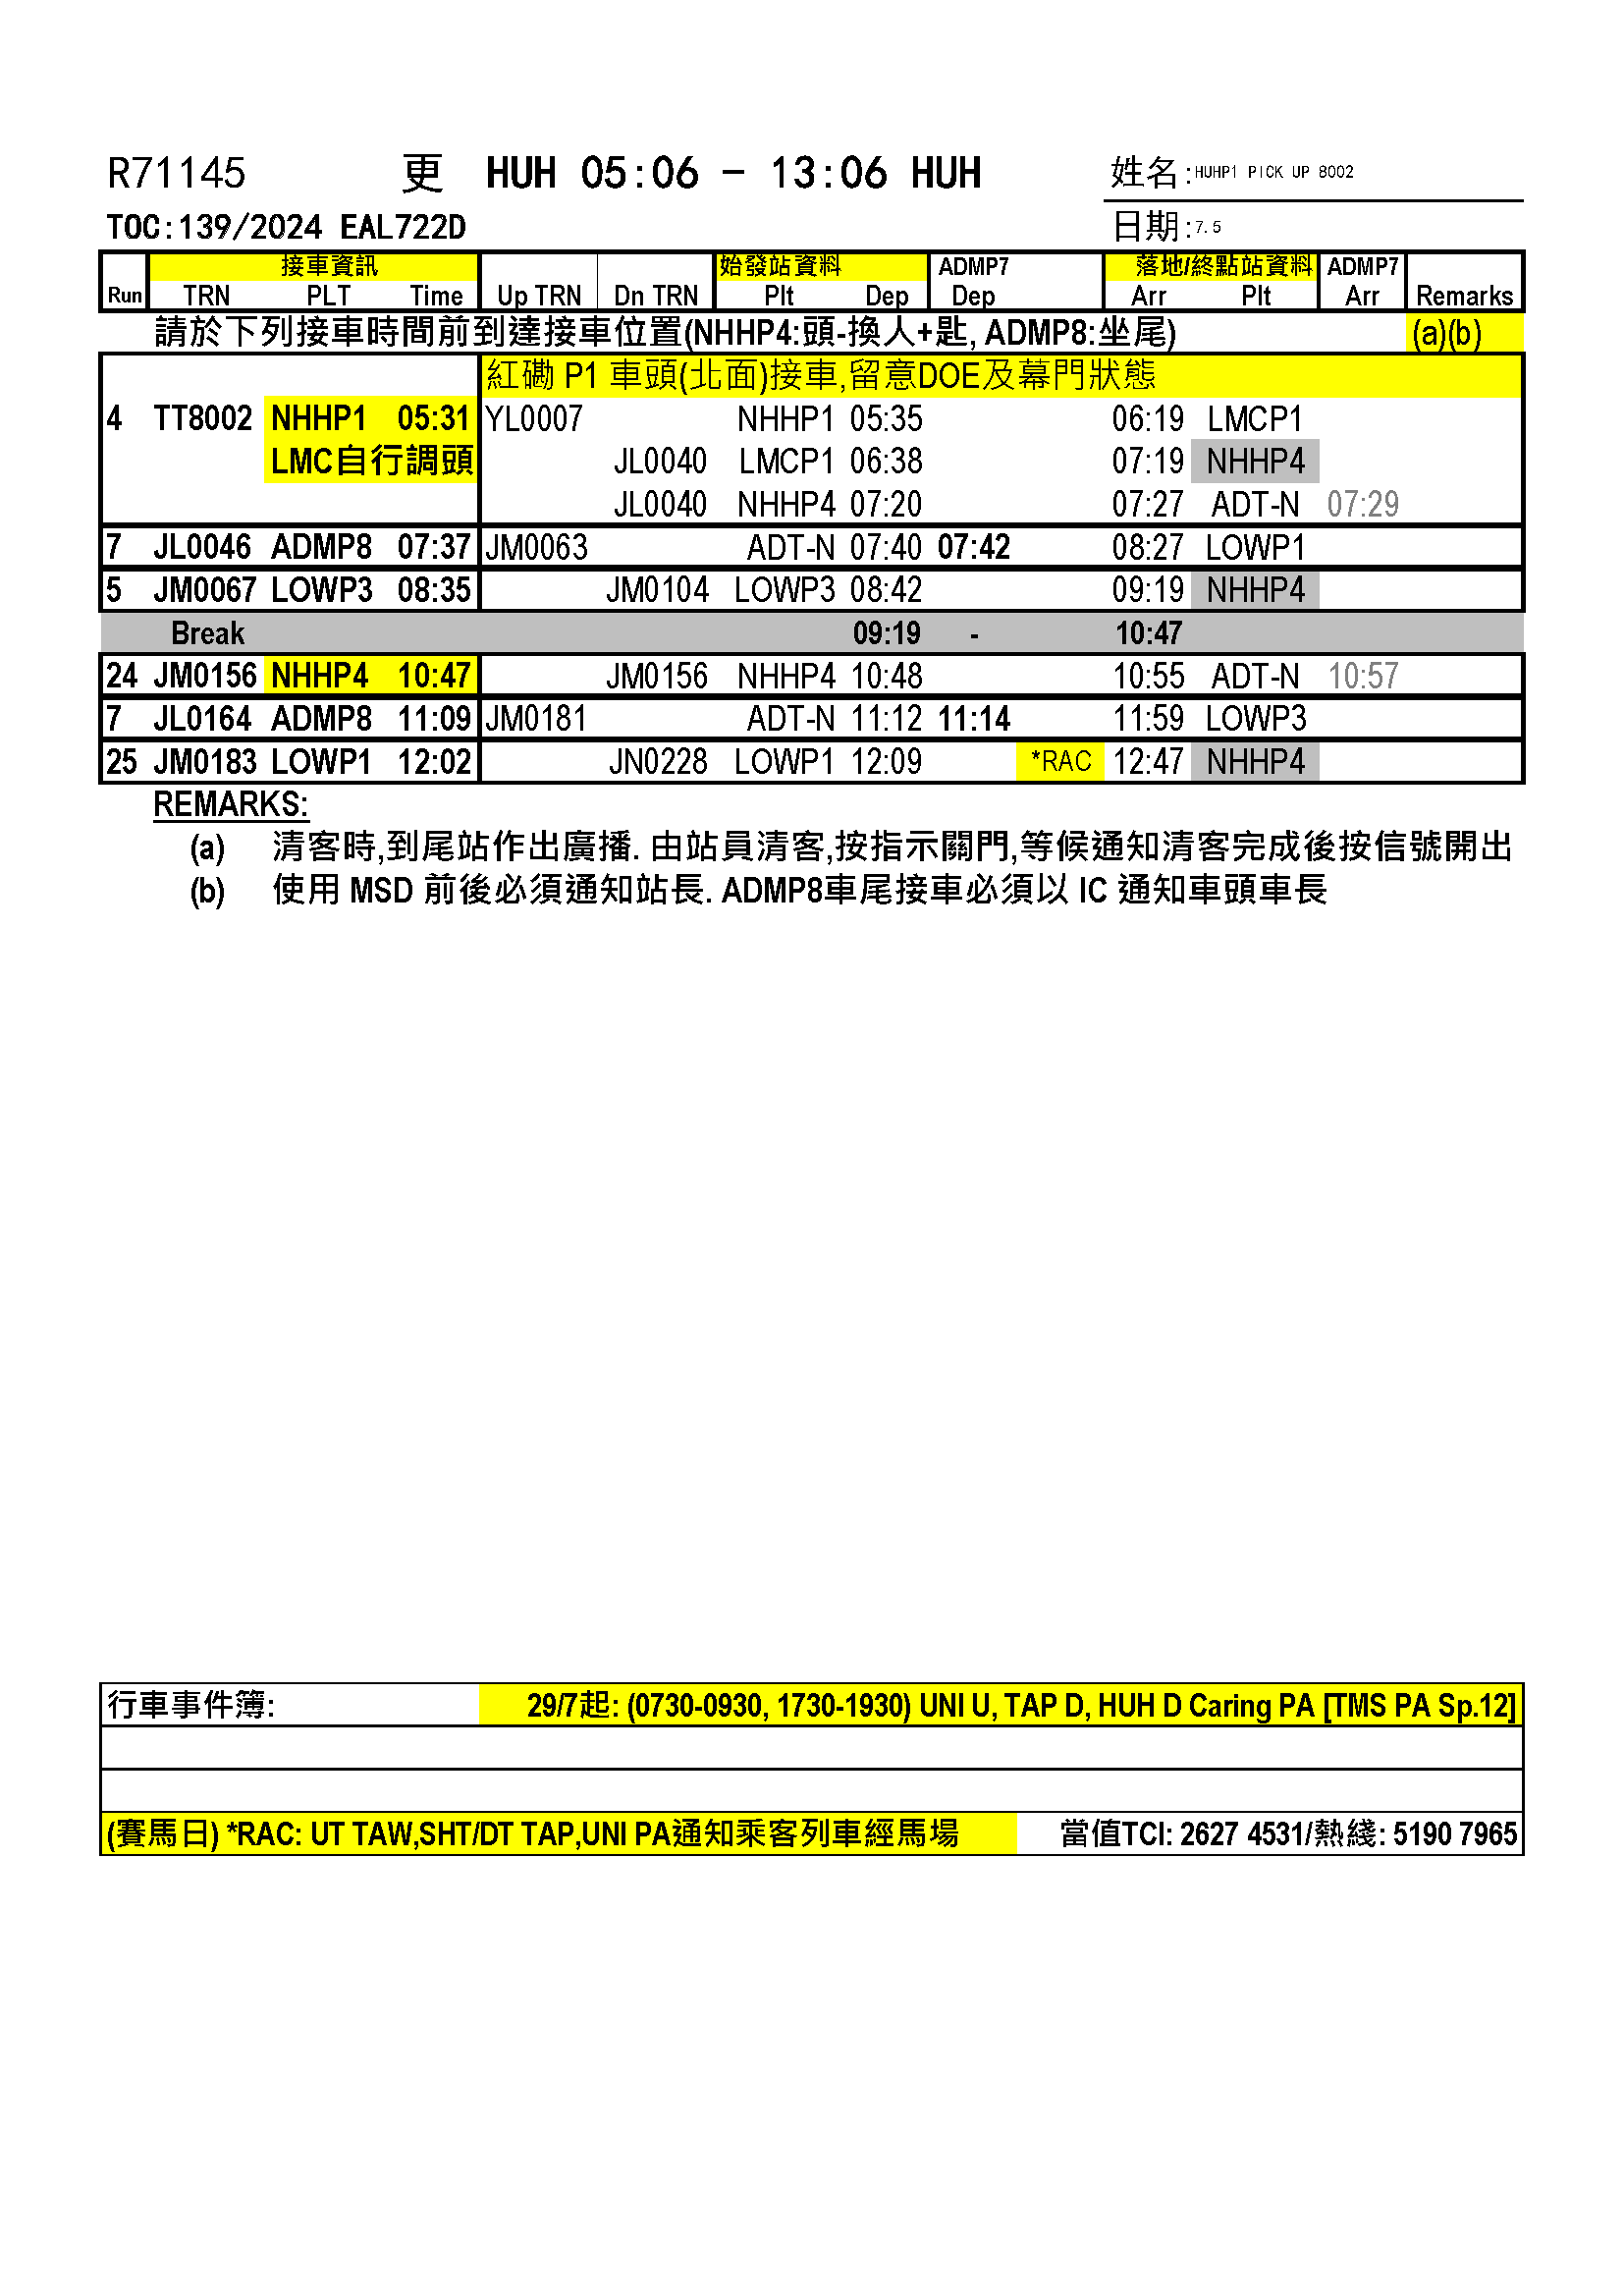 R71145 更 HUH 05:06 - 13:06 HUH 姓名:HUHP1 PICK UP 8002
TOC:139/2024 EAL722D 日期:7.5
接車資訊 始發站資料 ADMP7 落地/終點站資料 ADMP7
Run TRN PLT Time Up TRN Dn TRN Plt Dep Dep Arr Plt Arr Remarks
請於下列接車時間前到達接車位置(NHHP4:頭-換人+匙, ADMP8:坐尾) (a)(b)
紅磡 P1 車頭(北面)接車,留意DOE及幕門狀態
4 TT8002 NHHP1 05:31 YL0007 NHHP1 05:35 06:19 LMCP1
LMC自行調頭 JL0040 LMCP1 06:38 07:19 NHHP4
JL0040 NHHP4 07:20 07:27 ADT-N 07:29
7 JL0046 ADMP8 07:37 JM0063 ADT-N 07:40 07:42 08:27 LOWP1
5 JM0067 LOWP3 08:35 JM0104 LOWP3 08:42 09:19 NHHP4
Break 09:19 - 10:47
24 JM0156 NHHP4 10:47 JM0156 NHHP4 10:48 10:55 ADT-N 10:57
7 JL0164 ADMP8 11:09 JM0181 ADT-N 11:12 11:14 11:59 LOWP3
25 JM0183 LOWP1 12:02 JN0228 LOWP1 12:09 *RAC 12:47 NHHP4
REMARKS:
(a) 清客時,到尾站作出廣播. 由站員清客,按指示關門,等候通知清客完成後按信號開出
(b) 使用 MSD 前後必須通知站長. ADMP8車尾接車必須以 IC 通知車頭車長
行車事件簿: 29/7起: (0730-0930, 1730-1930) UNI U, TAP D, HUH D Caring PA [TMS PA Sp.12]
(賽馬日) *RAC: UT TAW,SHT/DT TAP,UNI PA通知乘客列車經馬場 當值TCI: 2627 4531/熱綫: 5190 7965